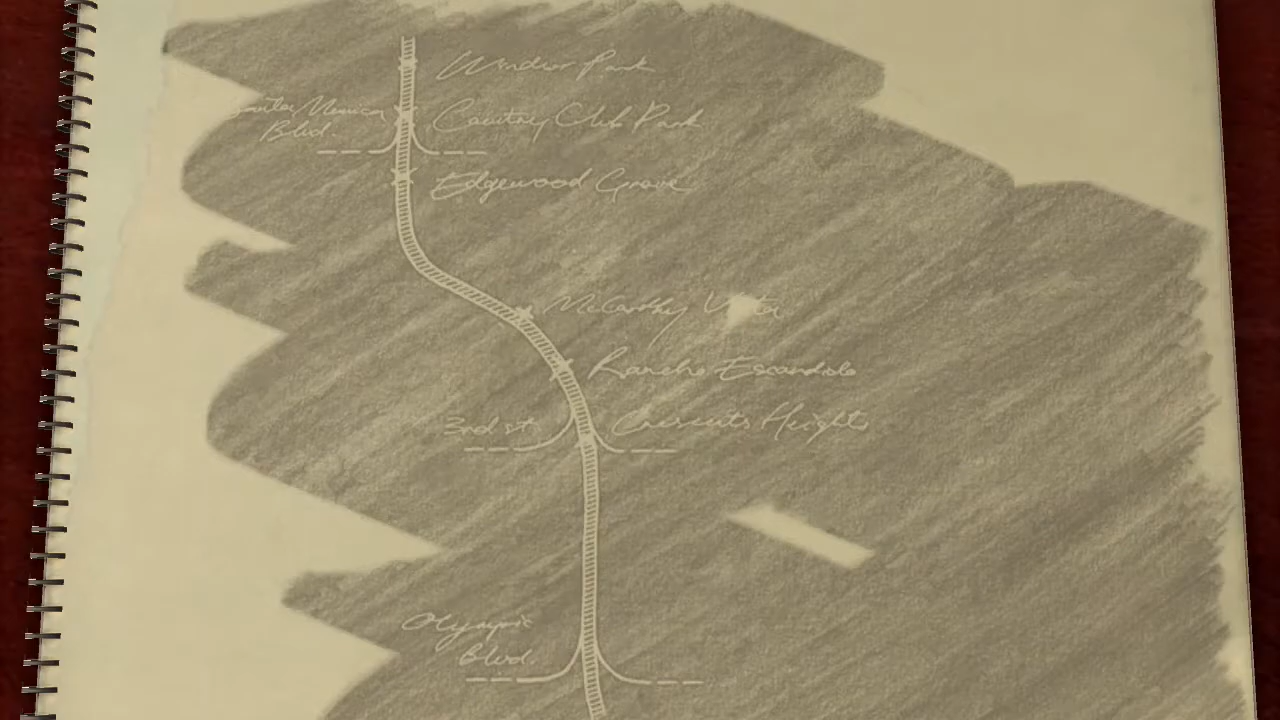 Windsor Park
Santa Monica
Blvd.
Country Club Park
Edgewood Grove
McCarthy Vista
Rancho Escondido
3rd st
Crescents Heights
Olympic
Blvd.